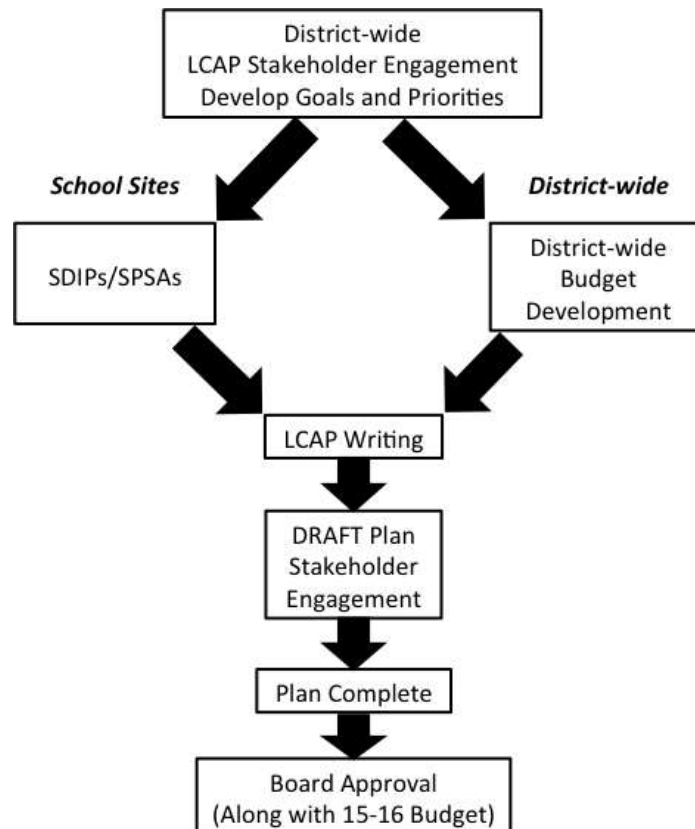 District-wide
LCAP Stakeholder Engagement
Develop Goals and Priorities
School Sites
District-wide
SDIPs/SPSAs
District-wide
Budget
Development
LCAP Writing
DRAFT Plan
Stakeholder
Engagement
Plan Complete
Board Approval
(Along with 15-16 Budget)